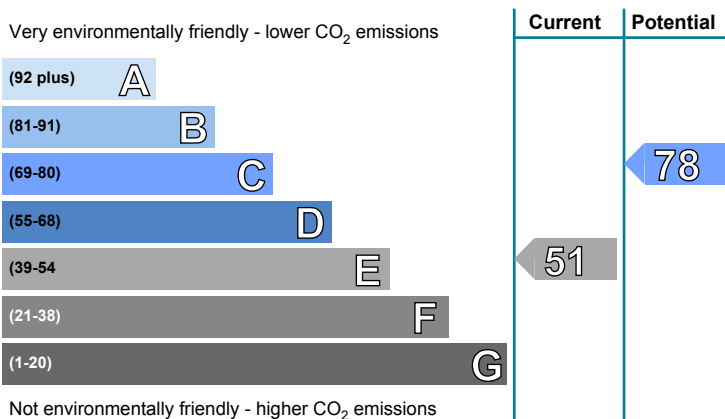 Very environmentally friendly - lower CO2 emissions
Current
Potential
(92 plus) A
(81-91) B
(69-80) C
78
(55-68) D
(39-54 E
51
(21-38) F
(1-20) G
Not environmentally friendly - higher CO2 emissions